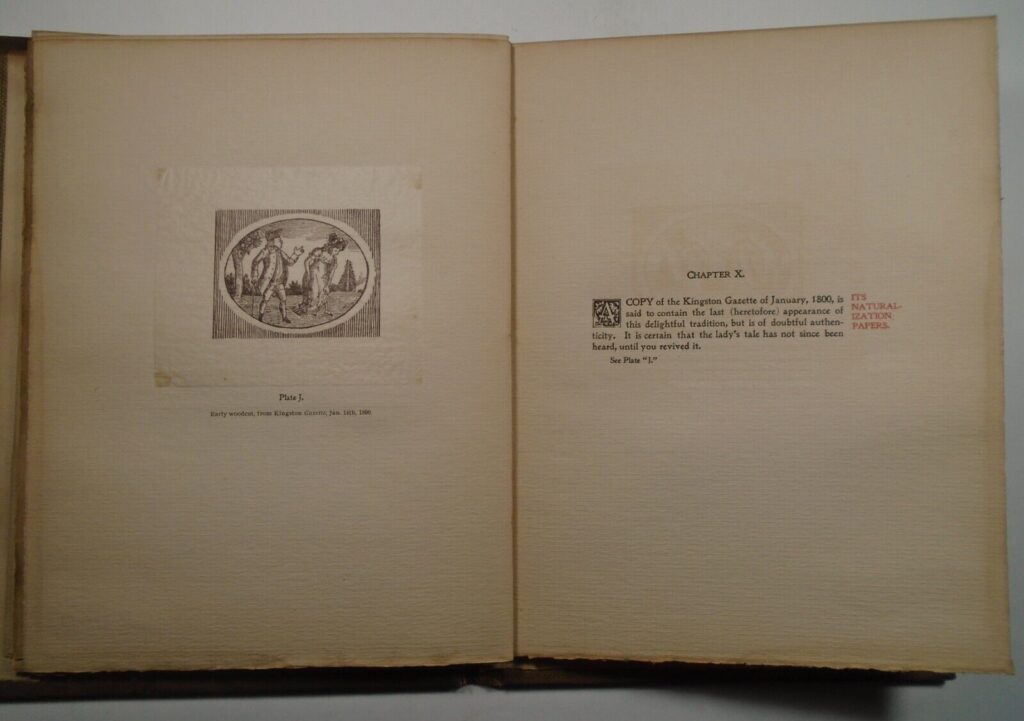 Plate J.
Early woodcut, from Kingston Gazette, Jan. 18th, 1800.
CHAPTER X.
A COPY of the Kingston Gazette of January, 1800, is
said to contain the last (heretofore) appearance of
this delightful tradition, but is of doubtful authen-
ticity. It is certain that the lady's tale has not since been
heard, until you revived it.
See Plate "J."
ITS
NATURAL-
IZATION
PAPERS.